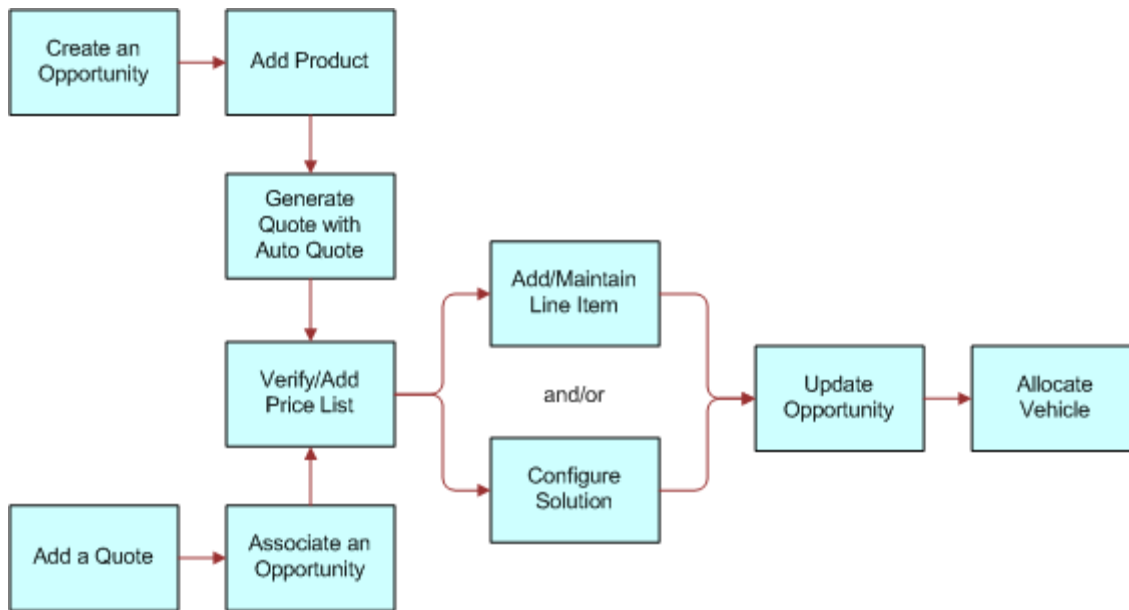 Create an
Opportunity
Add Product
Generate
Quote with
Auto Quote
Verify/Add
Price List
Add a Quote
Associate an
Opportunity
Add/Maintain
Line Item
and/or
Configure
Solution
Update
Opportunity
Allocate
Vehicle